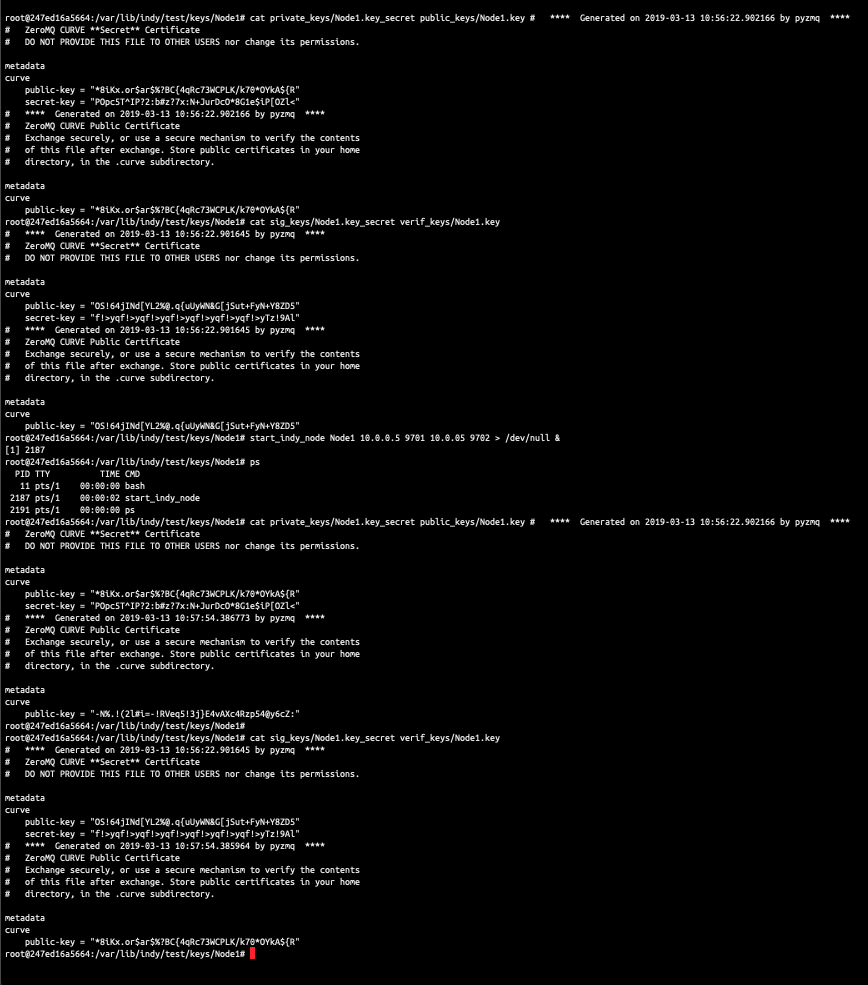 root@247ed16a5664:/var/lib/indy/test/keys/Node1# cat private_keys/Node1.key_secret public_keys/Node1.key #   ****  Generated on 2019-03-13 10:56:22.902166 by pyzmq  ****
#   ZeroMQ CURVE **Secret** Certificate
#   DO NOT PROVIDE THIS FILE TO OTHER USERS nor change its permissions.

metadata
curve
    public-key = "*8iKx.or$ar$%?BC{4qRc73WCPLK/k70*OYkA${R"
    secret-key = "POpc5T^IP?2:b#z?7x:N+JurDcO*8G1e$iP[OZl<"
#   ****  Generated on 2019-03-13 10:56:22.902166 by pyzmq  ****
#   ZeroMQ CURVE Public Certificate
#   Exchange securely, or use a secure mechanism to verify the contents
#   of this file after exchange. Store public certificates in your home
#   directory, in the .curve subdirectory.

metadata
curve
    public-key = "*8iKx.or$ar$%?BC{4qRc73WCPLK/k70*OYkA${R"
root@247ed16a5664:/var/lib/indy/test/keys/Node1# cat sig_keys/Node1.key_secret verif_keys/Node1.key
#   ****  Generated on 2019-03-13 10:56:22.901645 by pyzmq  ****
#   ZeroMQ CURVE **Secret** Certificate
#   DO NOT PROVIDE THIS FILE TO OTHER USERS nor change its permissions.

metadata
curve
    public-key = "OS!64jINd[YL2%@.q{uUyWN&G[jSut+FyN+Y8ZD5"
    secret-key = "f!>yqf!>yqf!>yqf!>yqf!>yqf!>yqf!>yTz!9Al"
#   ****  Generated on 2019-03-13 10:56:22.901645 by pyzmq  ****
#   ZeroMQ CURVE Public Certificate
#   Exchange securely, or use a secure mechanism to verify the contents
#   of this file after exchange. Store public certificates in your home
#   directory, in the .curve subdirectory.

metadata
curve
    public-key = "OS!64jINd[YL2%@.q{uUyWN&G[jSut+FyN+Y8ZD5"
root@247ed16a5664:/var/lib/indy/test/keys/Node1# start_indy_node Node1 10.0.0.5 9701 10.0.05 9702 > /dev/null &
[1] 2187
root@247ed16a5664:/var/lib/indy/test/keys/Node1# ps
  PID TTY          TIME CMD
   11 pts/1    00:00:00 bash
 2187 pts/1    00:00:02 start_indy_node
 2191 pts/1    00:00:00 ps
root@247ed16a5664:/var/lib/indy/test/keys/Node1# cat private_keys/Node1.key_secret public_keys/Node1.key #   ****  Generated on 2019-03-13 10:56:22.902166 by pyzmq  ****
#   ZeroMQ CURVE **Secret** Certificate
#   DO NOT PROVIDE THIS FILE TO OTHER USERS nor change its permissions.

metadata
curve
    public-key = "*8iKx.or$ar$%?BC{4qRc73WCPLK/k70*OYkA${R"
    secret-key = "POpc5T^IP?2:b#z?7x:N+JurDcO*8G1e$iP[OZl<"
#   ****  Generated on 2019-03-13 10:57:54.386773 by pyzmq  ****
#   ZeroMQ CURVE Public Certificate
#   Exchange securely, or use a secure mechanism to verify the contents
#   of this file after exchange. Store public certificates in your home
#   directory, in the .curve subdirectory.

metadata
curve
    public-key = "-N%.!(2l#i=-!RVeq5!3j}E4vAXc4Rzp54@y6cZ:"
root@247ed16a5664:/var/lib/indy/test/keys/Node1#
root@247ed16a5664:/var/lib/indy/test/keys/Node1# cat sig_keys/Node1.key_secret verif_keys/Node1.key
#   ****  Generated on 2019-03-13 10:56:22.901645 by pyzmq  ****
#   ZeroMQ CURVE **Secret** Certificate
#   DO NOT PROVIDE THIS FILE TO OTHER USERS nor change its permissions.

metadata
curve
    public-key = "OS!64jINd[YL2%@.q{uUyWN&G[jSut+FyN+Y8ZD5"
    secret-key = "f!>yqf!>yqf!>yqf!>yqf!>yqf!>yqf!>yTz!9Al"
#   ****  Generated on 2019-03-13 10:57:54.385964 by pyzmq  ****
#   ZeroMQ CURVE Public Certificate
#   Exchange securely, or use a secure mechanism to verify the contents
#   of this file after exchange. Store public certificates in your home
#   directory, in the .curve subdirectory.

metadata
curve
    public-key = "*8iKx.or$ar$%?BC{4qRc73WCPLK/k70*OYkA${R"
root@247ed16a5664:/var/lib/indy/test/keys/Node1#